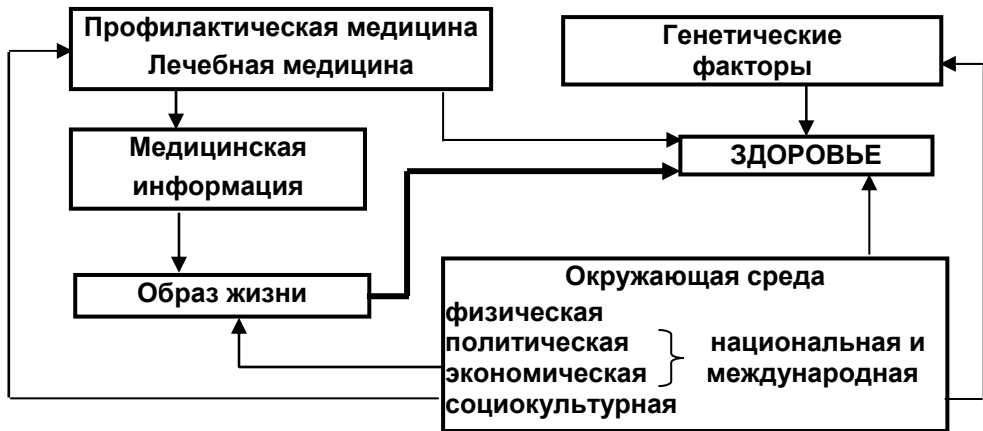 Профилактическая медицина
Лечебная медицина
Генетические
факторы
Медицинская
информация
ЗДОРОВЬЕ
Образ жизни
Окружающая среда
физическая
политическая
экономическая
социокультурная
национальная и
международная